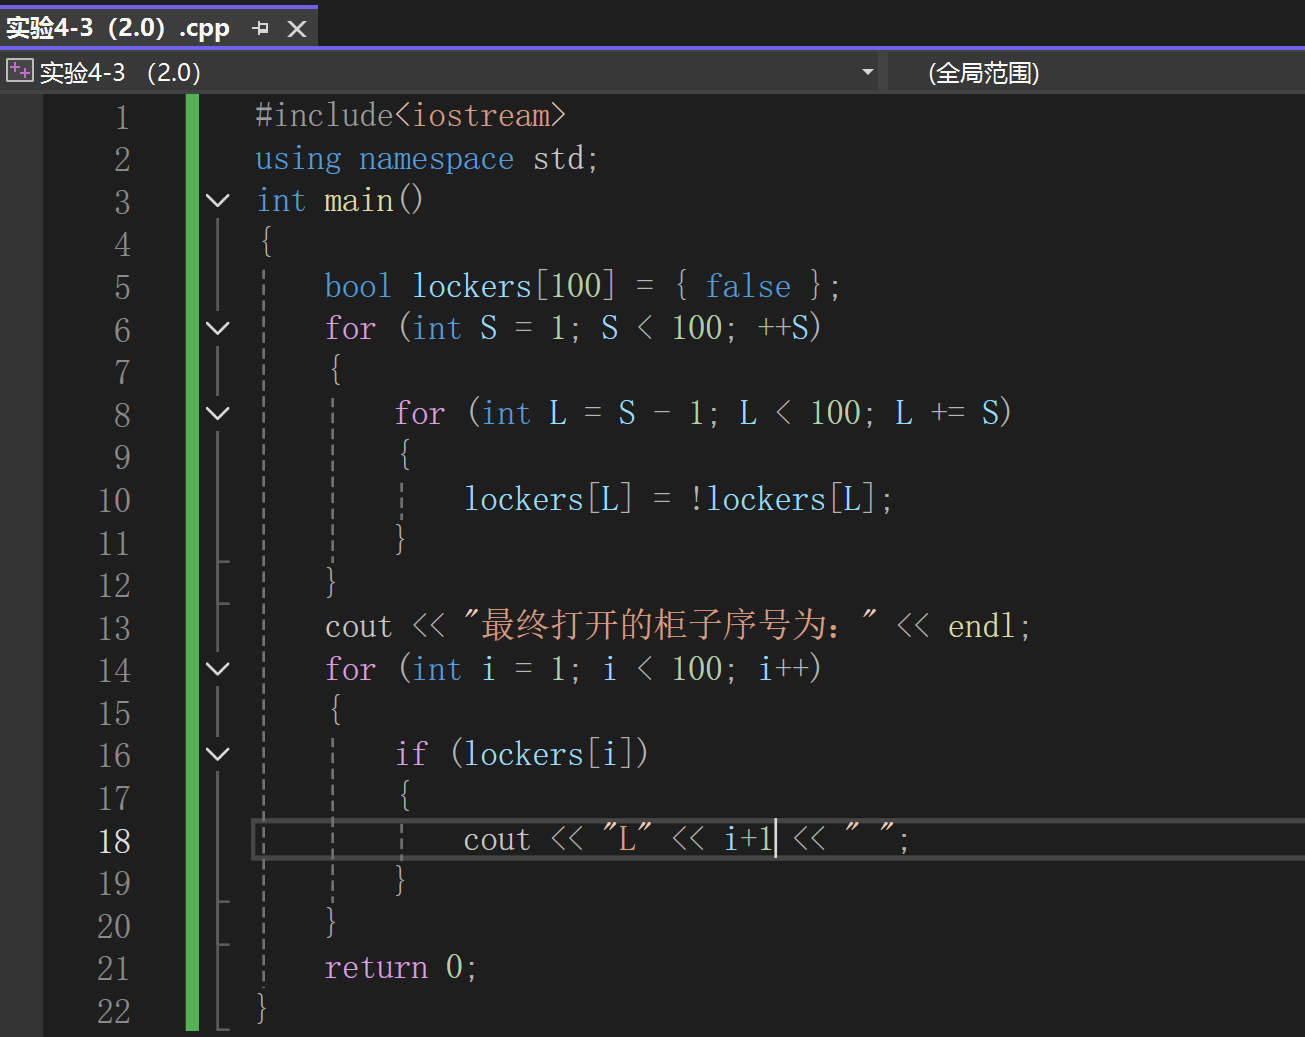 实验4-3（2.0）.cpp
实验4-3 （2.0） (全局范围)
1 #include<iostream>
2 using namespace std;
3 int main()
4 {
5 bool lockers[100] = { false };
6 for (int S = 1; S < 100; ++S)
7 {
8 for (int L = S - 1; L < 100; L += S)
9 {
10 lockers[L] = !lockers[L];
11 }
12 }
13 cout << "最终打开的柜子序号为：" << endl;
14 for (int i = 1; i < 100; i++)
15 {
16 if (lockers[i])
17 {
18 cout << "L" << i+1 << " ";
19 }
20 }
21 return 0;
22 }